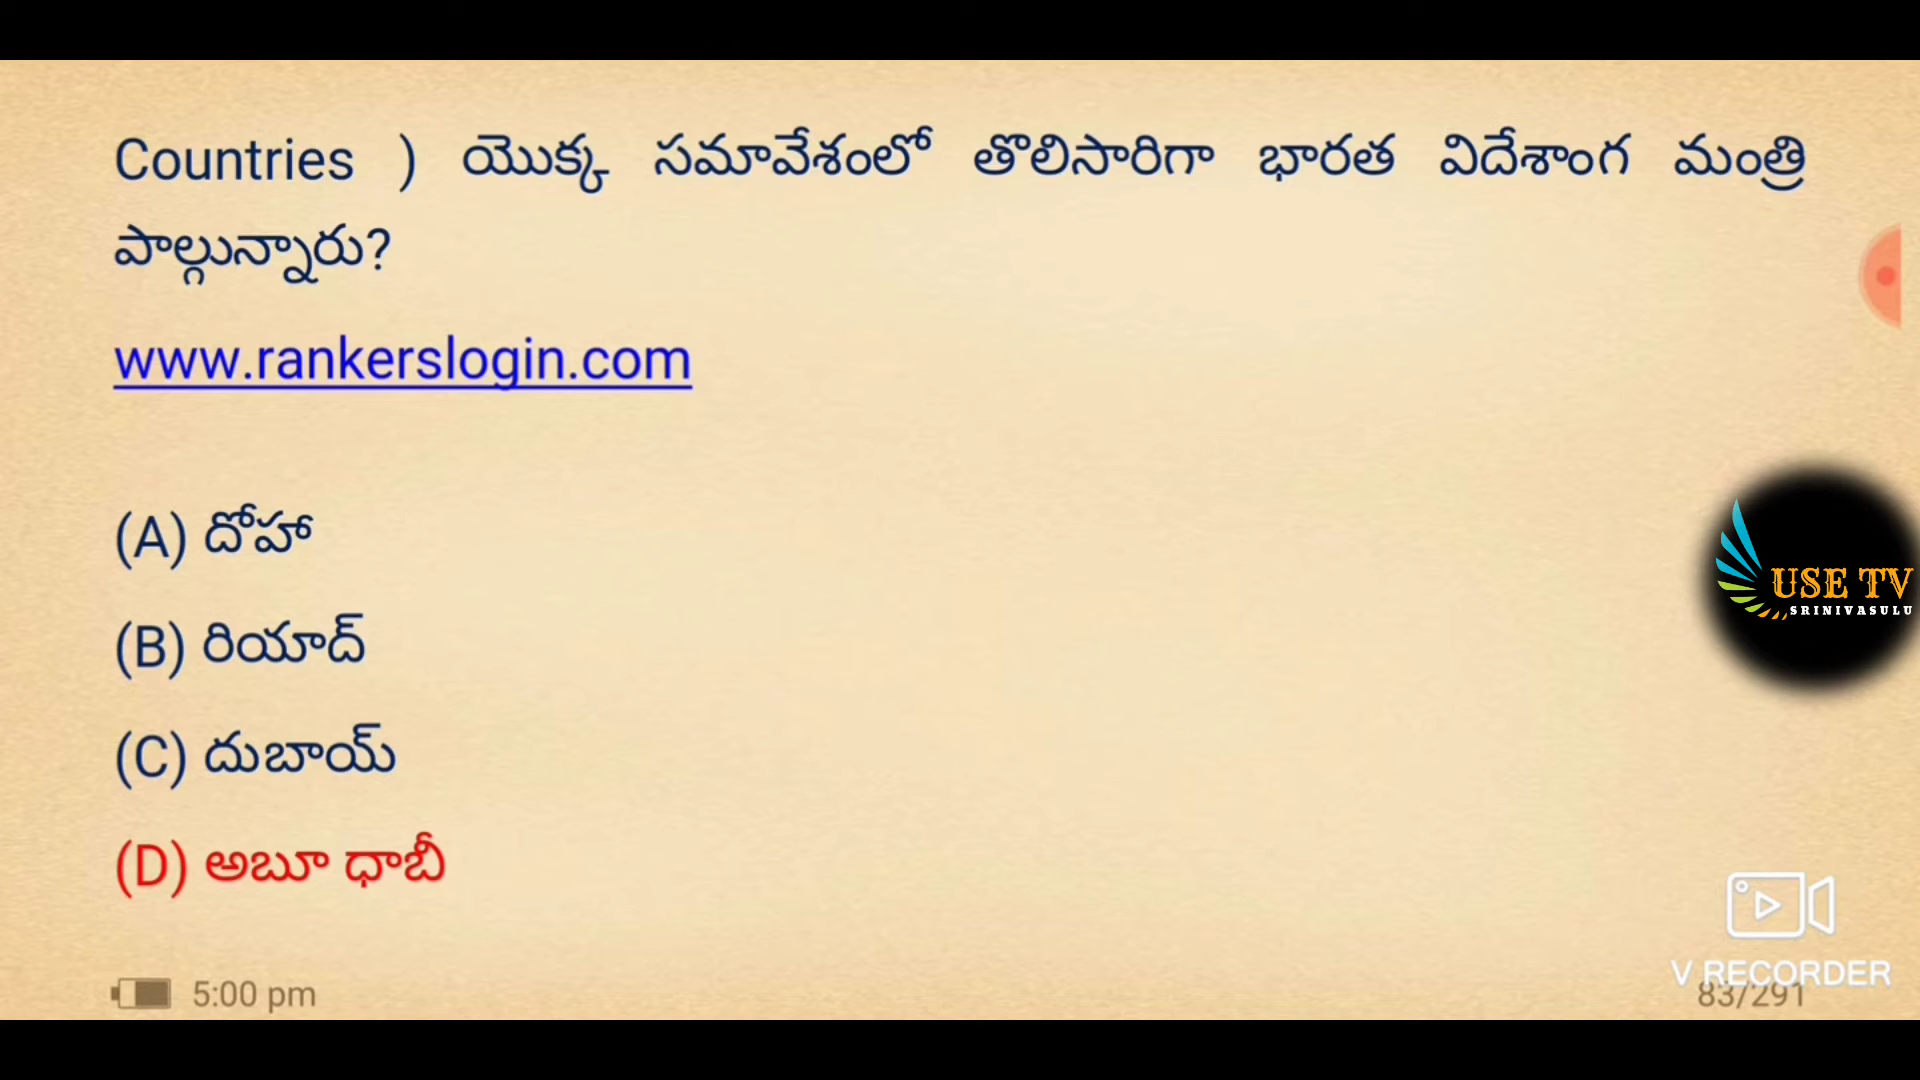 Countries ) యొక్క సమావేశంలో తొలిసారిగా భారత విదేశాంగ మంత్రి
పాల్గున్నారు?
www.rankerslogin.com
(A) దోహా
(B) రియాద్
(C) దుబాయ్
(D) అబూ ధాబీ
USE TV
SRINIVASULU
V RECORDER
5:00 pm
83/291